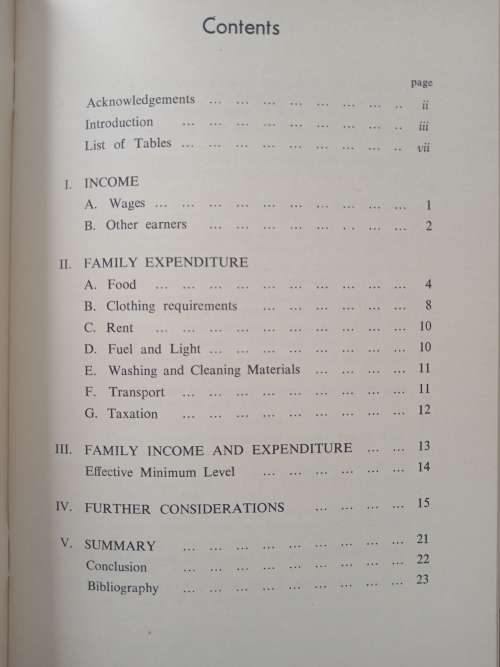 Contents
page
Acknowledgements ... ... ... ... ... ... ... .. ii
Introduction ... ... ... ... ... ... ... ... .. iii
List of Tables ... ... ... ... ... ... ... ... .. vii
I. INCOME
A. Wages ... ... ... ... ... ... ... ... ... ... 1
B. Other earners ... ... ... ... ... . . ... ... 2
II. FAMILY EXPENDITURE
A. Food ... ... ... ... ... ... ... ... ... ... 4
B. Clothing requirements ... ... ... ... ... ... 8
C. Rent ... ... ... ... ... ... ... ... ... ... 10
D. Fuel and Light ... ... ... ... ... ... ... ... 10
E. Washing and Cleaning Materials ... ... ... ... 11
F. Transport ... ... ... ... ... ... ... ... ... 11
G. Taxation ... ... ... ... ... ... ... ... ... 12
III. FAMILY INCOME AND EXPENDITURE ... ... 13
Effective Minimum Level ... ... ... ... ... ... 14
IV. FURTHER CONSIDERATIONS ... ... ... ... 15
V. SUMMARY ... ... ... ... ... ... ... ... ... 21
Conclusion ... ... ... ... ... ... ... ... ... 22
Bibliography ... ... ... ... ... ... ... ... ... 23